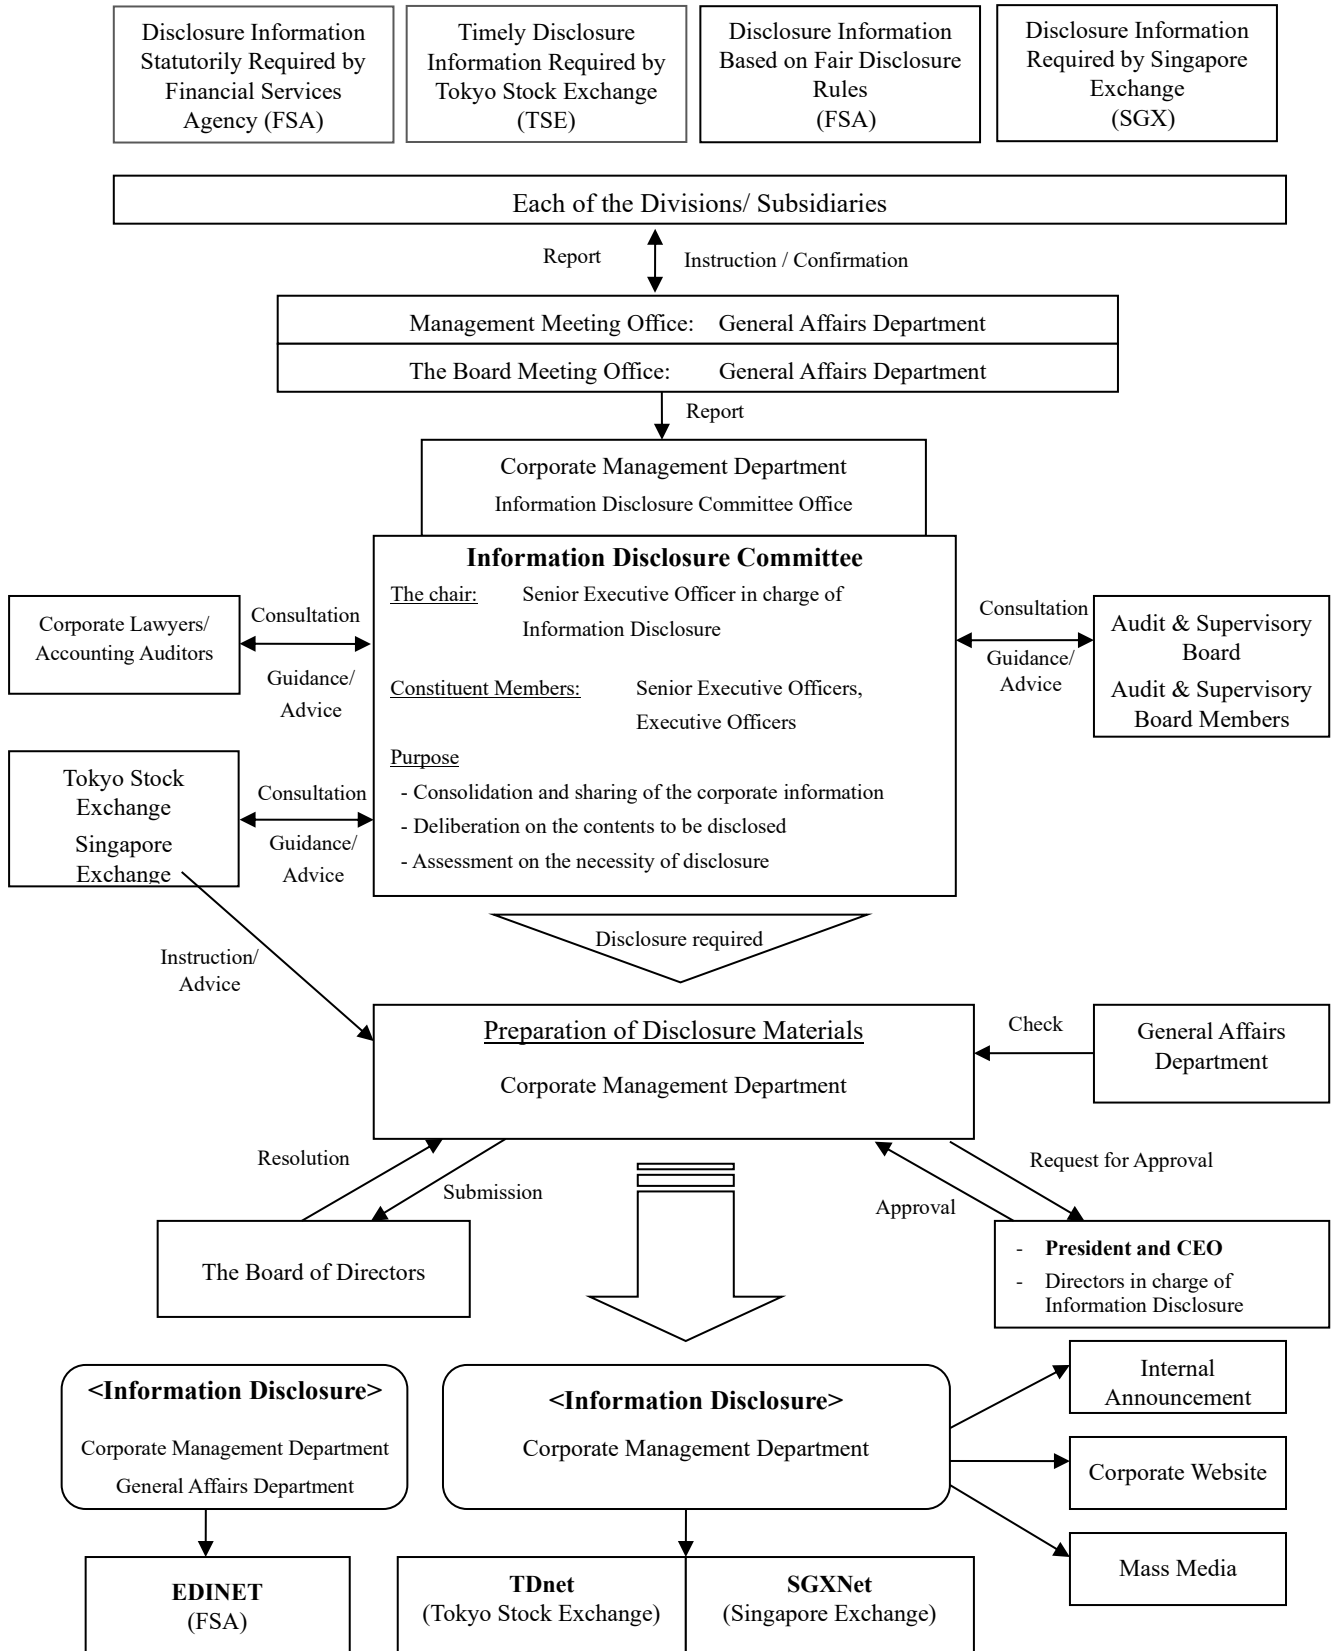 Disclosure Information
Statutorily Required by
Financial Services
Agency (FSA)
Timely Disclosure
Information Required by
Tokyo Stock Exchange
(TSE)
Disclosure Information
Based on Fair Disclosure
Rules
(FSA)
Disclosure Information
Required by Singapore
Exchange
(SGX)
Each of the Divisions/ Subsidiaries
Report
Instruction / Confirmation
Management Meeting Office: General Affairs Department
The Board Meeting Office: General Affairs Department
Report
Corporate Management Department
Information Disclosure Committee Office
Information Disclosure Committee
The chair: Senior Executive Officer in charge of
Information Disclosure
Constituent Members: Senior Executive Officers,
Executive Officers
Purpose
- Consolidation and sharing of the corporate information
- Deliberation on the contents to be disclosed
- Assessment on the necessity of disclosure
Corporate Lawyers/
Accounting Auditors
Consultation
Guidance/
Advice
Consultation
Guidance/
Advice
Audit & Supervisory
Board
Audit & Supervisory
Board Members
Tokyo Stock
Exchange
Singapore
Exchange
Consultation
Guidance/
Advice
Disclosure required
Instruction/
Advice
Preparation of Disclosure Materials
Corporate Management Department
Check
General Affairs
Department
Resolution
Submission
The Board of Directors
Request for Approval
Approval
- President and CEO
- Directors in charge of
Information Disclosure
<Information Disclosure>
Corporate Management Department
General Affairs Department
<Information Disclosure>
Corporate Management Department
Internal
Announcement
Corporate Website
Mass Media
EDINET
(FSA)
TDnet
(Tokyo Stock Exchange)
SGXNet
(Singapore Exchange)